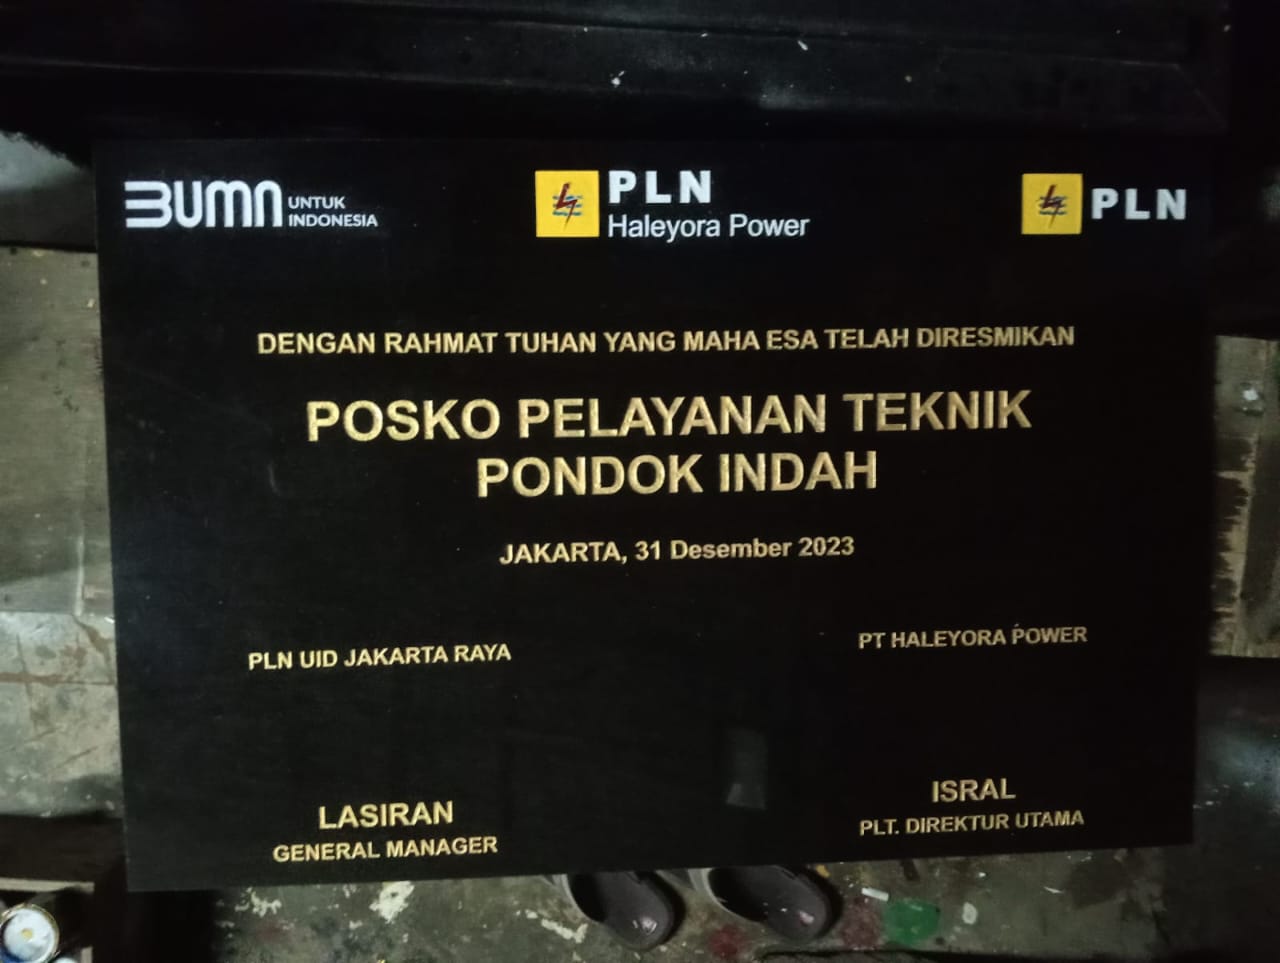 BUMN UNTUK
INDONESIA
PLN
Haleyora Power
PLN
DENGAN RAHMAT TUHAN YANG MAHA ESA TELAH DIRESMIKAN
POSKO PELAYANAN TEKNIK
PONDOK INDAH
JAKARTA, 31 Desember 2023
PLN UID JAKARTA RAYA
PT HALEYORA POWER
LASIRAN
GENERAL MANAGER
ISRAL
PLT. DIREKTUR UTAMA